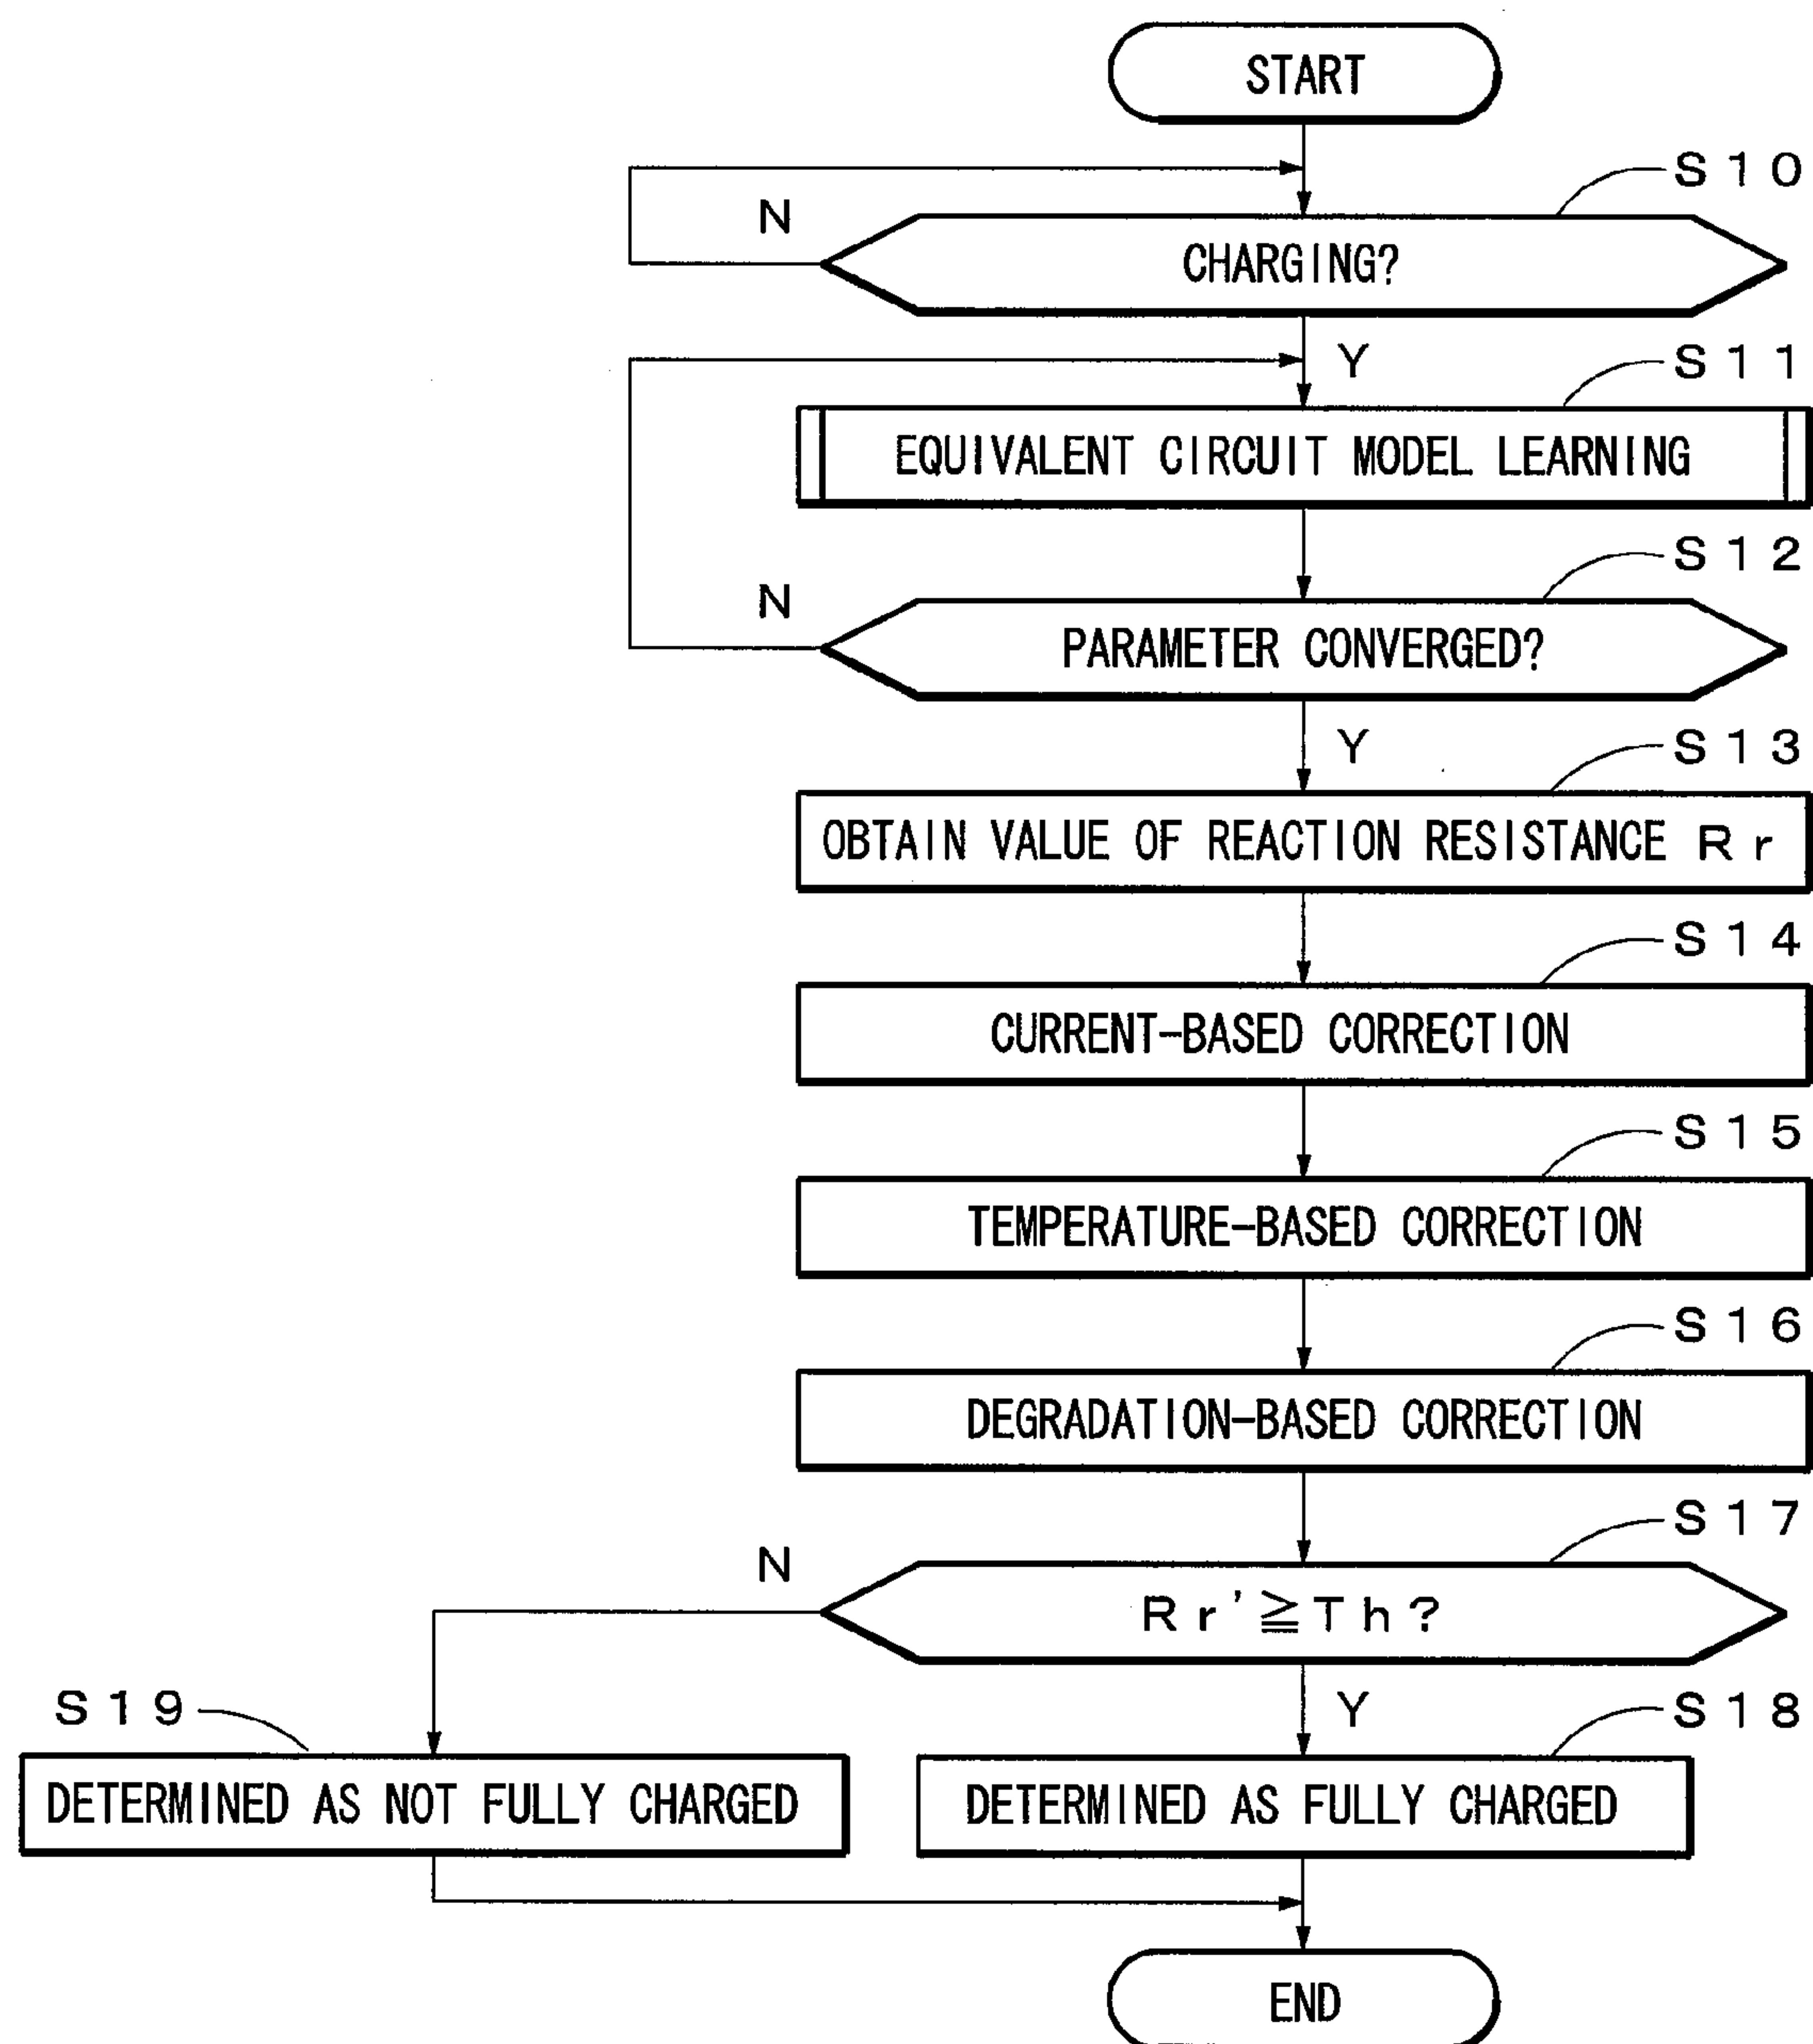 START
S10
N
CHARGING?
Y
S11
EQUIVALENT CIRCUIT MODEL LEARNING
S12
N
PARAMETER CONVERGED?
Y
S13
OBTAIN VALUE OF REACTION RESISTANCE Rr
S14
CURRENT-BASED CORRECTION
S15
TEMPERATURE-BASED CORRECTION
S16
DEGRADATION-BASED CORRECTION
S17
N
Rr'≧Th?
S19
Y
S18
DETERMINED AS NOT FULLY CHARGED
DETERMINED AS FULLY CHARGED
END